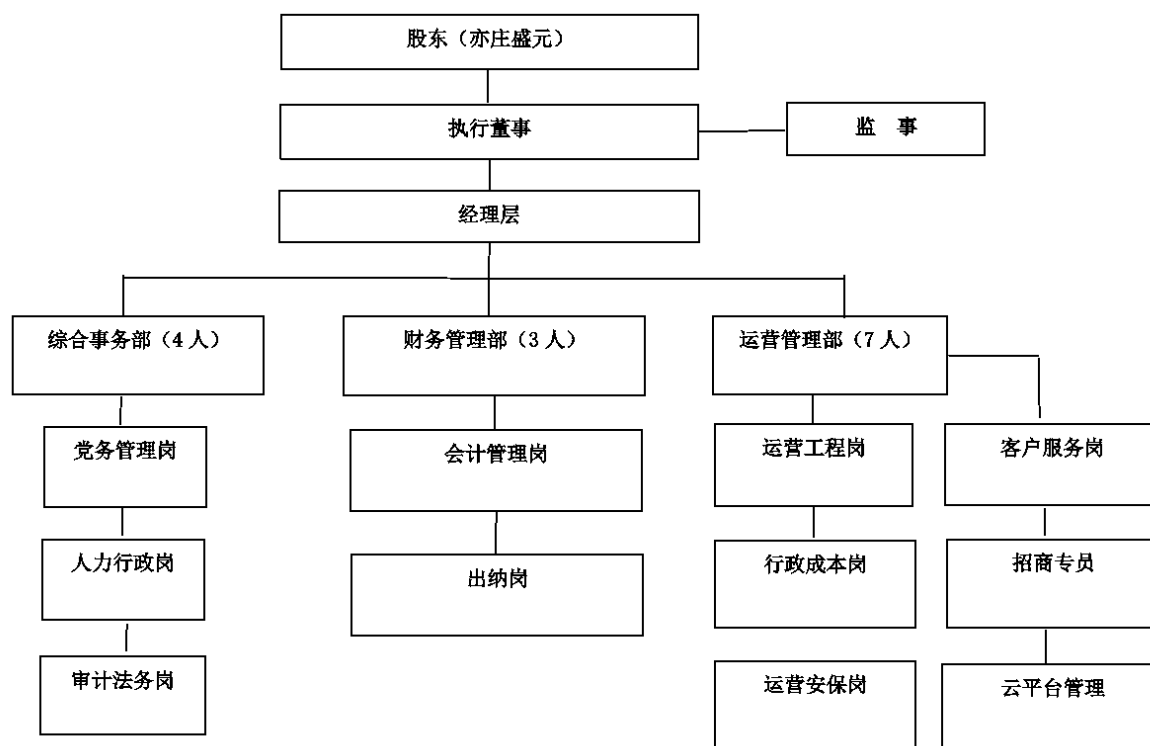 股东（亦庄盛元）
执行董事
监 事
经理层
综合事务部（4 人）
财务管理部（3 人）
运营管理部（7 人）
党务管理岗
会计管理岗
运营工程岗
客户服务岗
人力行政岗
出纳岗
行政成本岗
招商专员
审计法务岗
运营安保岗
云平台管理